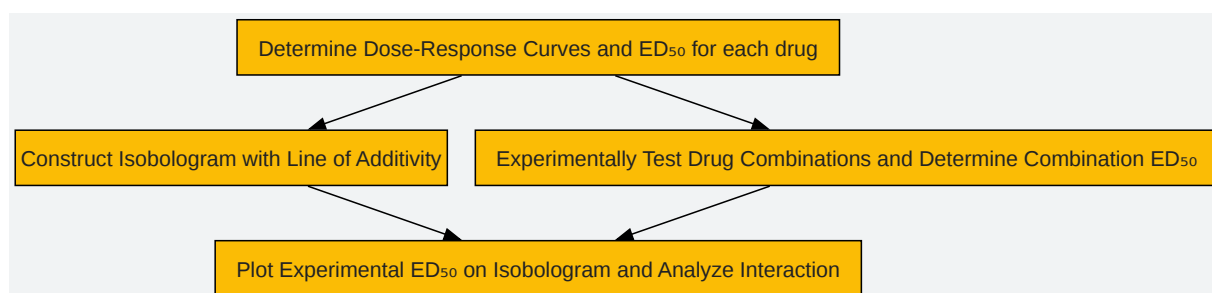 Determine Dose-Response Curves and ED₅₀ for each drug
Construct Isobologram with Line of Additivity
Experimentally Test Drug Combinations and Determine Combination ED₅₀
Plot Experimental ED₅₀ on Isobologram and Analyze Interaction